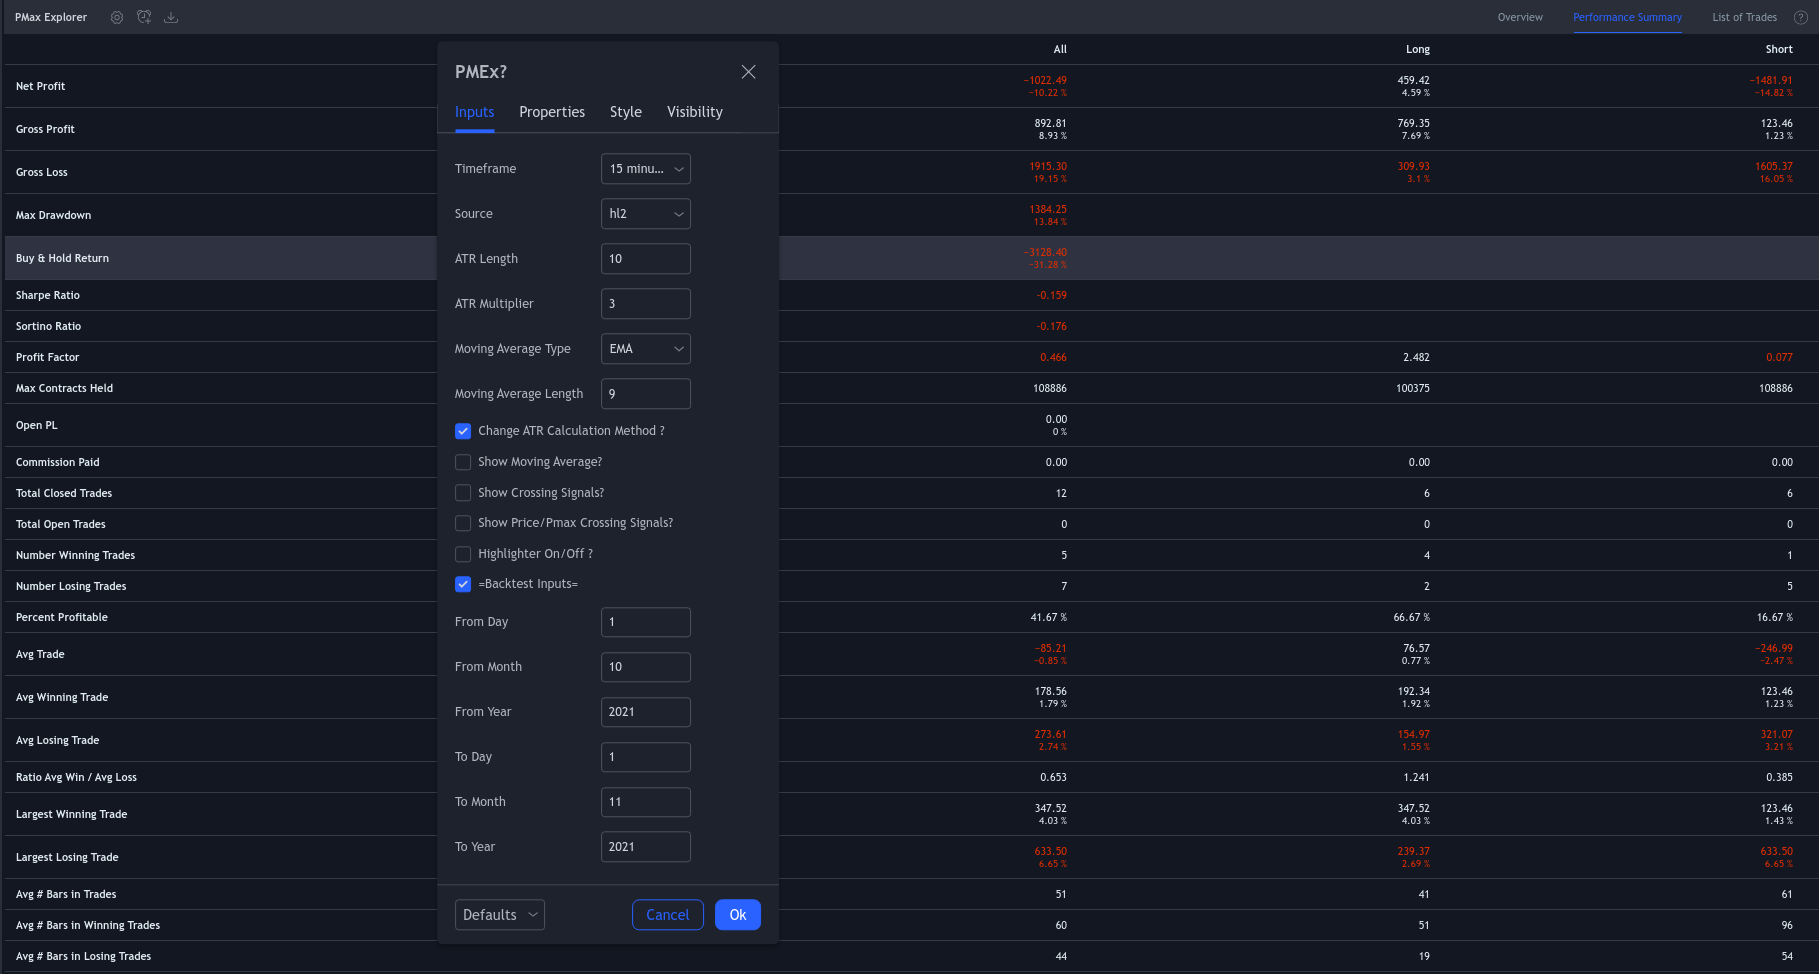 PMax Explorer
Overview Performance Summary List of Trades ?
All Long Short
Net Profit −1022.49 459.42 −1481.91
−10.22 % 4.59 % −14.82 %
Gross Profit 892.81 769.35 123.46
8.93 % 7.69 % 1.23 %
Gross Loss 1915.30 309.93 1605.37
19.15 % 3.1 % 16.05 %
Max Drawdown 1384.25
13.84 %
Buy & Hold Return −3128.40
−31.28 %
Sharpe Ratio -0.159
Sortino Ratio -0.176
Profit Factor 0.466 2.482 0.077
Max Contracts Held 108886 100375 108886
Open PL 0.00
0 %
Commission Paid 0.00 0.00 0.00
Total Closed Trades 12 6 6
Total Open Trades 0 0 0
Number Winning Trades 5 4 1
Number Losing Trades 7 2 5
Percent Profitable 41.67 % 66.67 % 16.67 %
Avg Trade −85.21 76.57 −246.99
−0.85 % 0.77 % −2.47 %
Avg Winning Trade 178.56 192.34 123.46
1.79 % 1.92 % 1.23 %
Avg Losing Trade 273.61 154.97 321.07
2.74 % 1.55 % 3.21 %
Ratio Avg Win / Avg Loss 0.653 1.241 0.385
Largest Winning Trade 347.52 347.52 123.46
4.03 % 4.03 % 1.43 %
Largest Losing Trade 633.50 239.37 633.50
6.65 % 2.69 % 6.65 %
Avg # Bars in Trades 51 41 61
Avg # Bars in Winning Trades 60 51 96
Avg # Bars in Losing Trades 44 19 54
PMEx?
Inputs Properties Style Visibility
Timeframe 15 minu...
Source hl2
ATR Length 10
ATR Multiplier 3
Moving Average Type EMA
Moving Average Length 9
Change ATR Calculation Method ?
Show Moving Average?
Show Crossing Signals?
Show Price/Pmax Crossing Signals?
Highlighter On/Off ?
=Backtest Inputs=
From Day 1
From Month 10
From Year 2021
To Day 1
To Month 11
To Year 2021
Defaults Cancel Ok